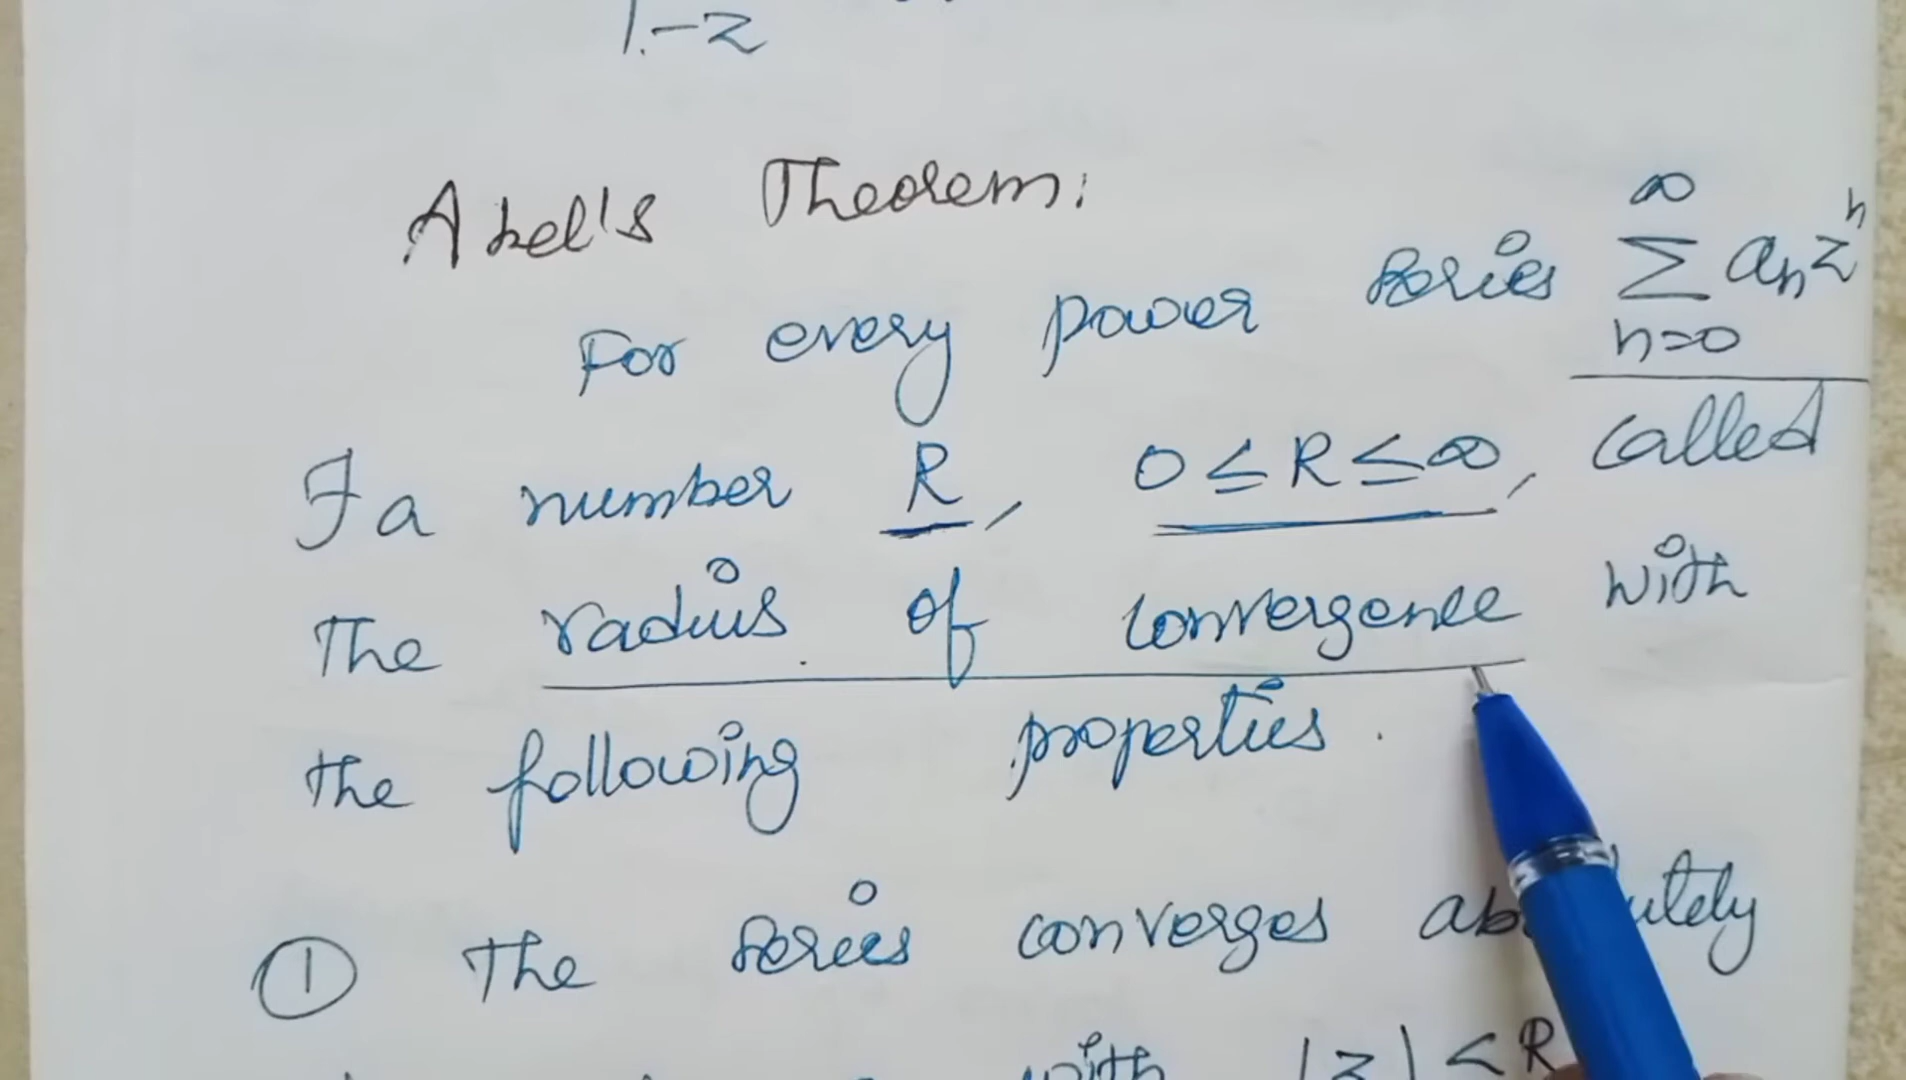 1-z
Abel's Theorem:
For every power series ∑_{n=0}^{∞} a_n z^n
∃ a number R, 0 ≤ R ≤ ∞, called
the radius of convergence with
the following properties.
① The series converges ab utely
with |z| < R